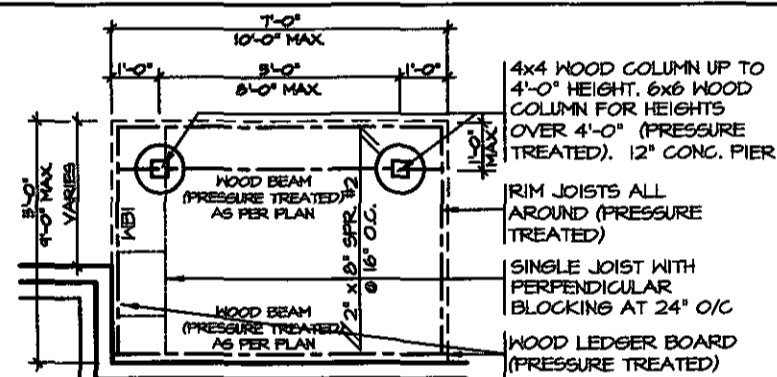 7'-0"
10'-0" MAX.
1'-0"
5'-0"
1'-0"
8'-0" MAX.
4x4 WOOD COLUMN UP TO
4'-0" HEIGHT. 6x6 WOOD
COLUMN FOR HEIGHTS
OVER 4'-0" (PRESSURE
TREATED). 12" CONC. PIER
1'-0"
MAX.
5'-0"
9'-0" MAX.
VARIES
WOOD BEAM
(PRESSURE TREATED)
AS PER PLAN
WB1
2" x 8" SPR. #2
@ 16" O.C.
RIM JOISTS ALL
AROUND (PRESSURE
TREATED)
SINGLE JOIST WITH
PERPENDICULAR
BLOCKING AT 24" O/C
WOOD BEAM
(PRESSURE TREATED)
AS PER PLAN
WOOD LEDGER BOARD
(PRESSURE TREATED)